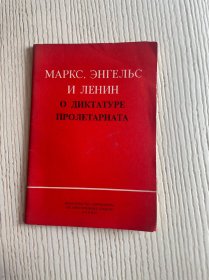 МАРКС, ЭНГЕЛЬС
И ЛЕНИН
О ДИКТАТУРЕ
ПРОЛЕТАРИАТА